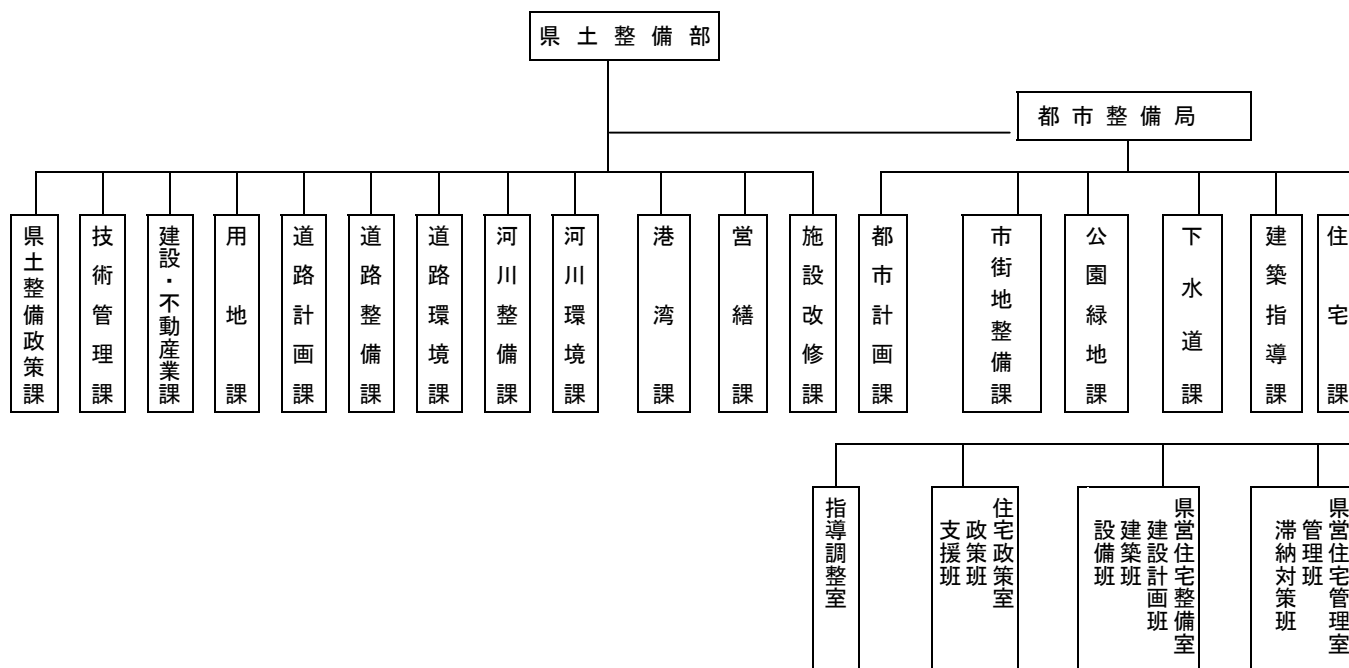 県土整備部
都市整備局
県土整備政策課
技術管理課
建設・不動産業課
用地課
道路計画課
道路整備課
道路環境課
河川整備課
河川環境課
港湾課
営繕課
施設改修課
都市計画課
市街地整備課
公園緑地課
下水道課
建築指導課
住宅課
指導調整室
住宅政策室
政策班
支援班
県営住宅整備室
建設計画班
建築班
設備班
県営住宅管理室
管理班
滞納対策班